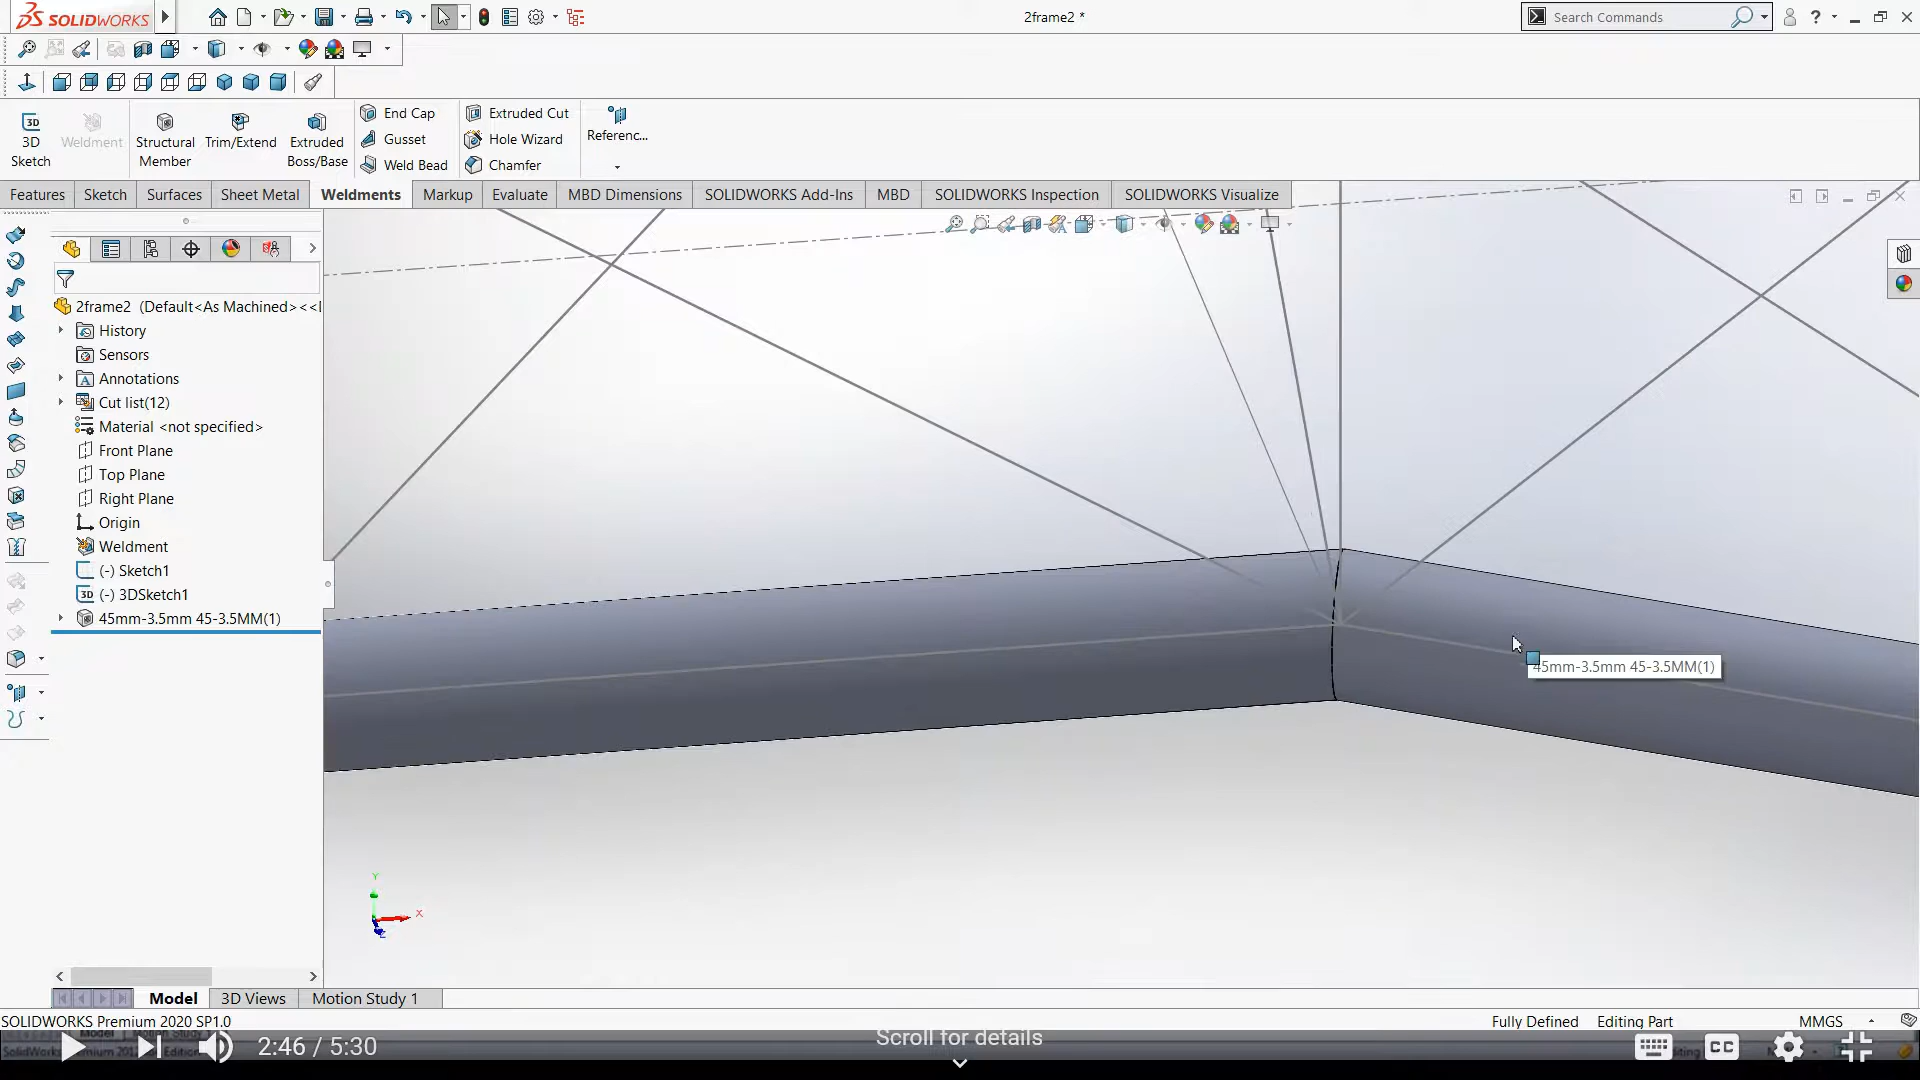 SOLIDWORKS
2frame2 *
Search Commands
3D Sketch
Weldment
Structural Member
Trim/Extend
Extruded Boss/Base
End Cap
Gusset
Weld Bead
Extruded Cut
Hole Wizard
Chamfer
Referenc...
Features Sketch Surfaces Sheet Metal Weldments Markup Evaluate MBD Dimensions SOLIDWORKS Add-Ins MBD SOLIDWORKS Inspection SOLIDWORKS Visualize
2frame2 (Default<As Machined><<
History
Sensors
Annotations
Cut list(12)
Material <not specified>
Front Plane
Top Plane
Right Plane
Origin
Weldment
(-) Sketch1
3D (-) 3DSketch1
45mm-3.5mm 45-3.5MM(1)
45mm-3.5mm 45-3.5MM(1)
Y
X
Z
Model 3D Views Motion Study 1
SOLIDWORKS Premium 2020 SP1.0
Fully Defined Editing Part MMGS
Scroll for details
2:46 / 5:30
CC